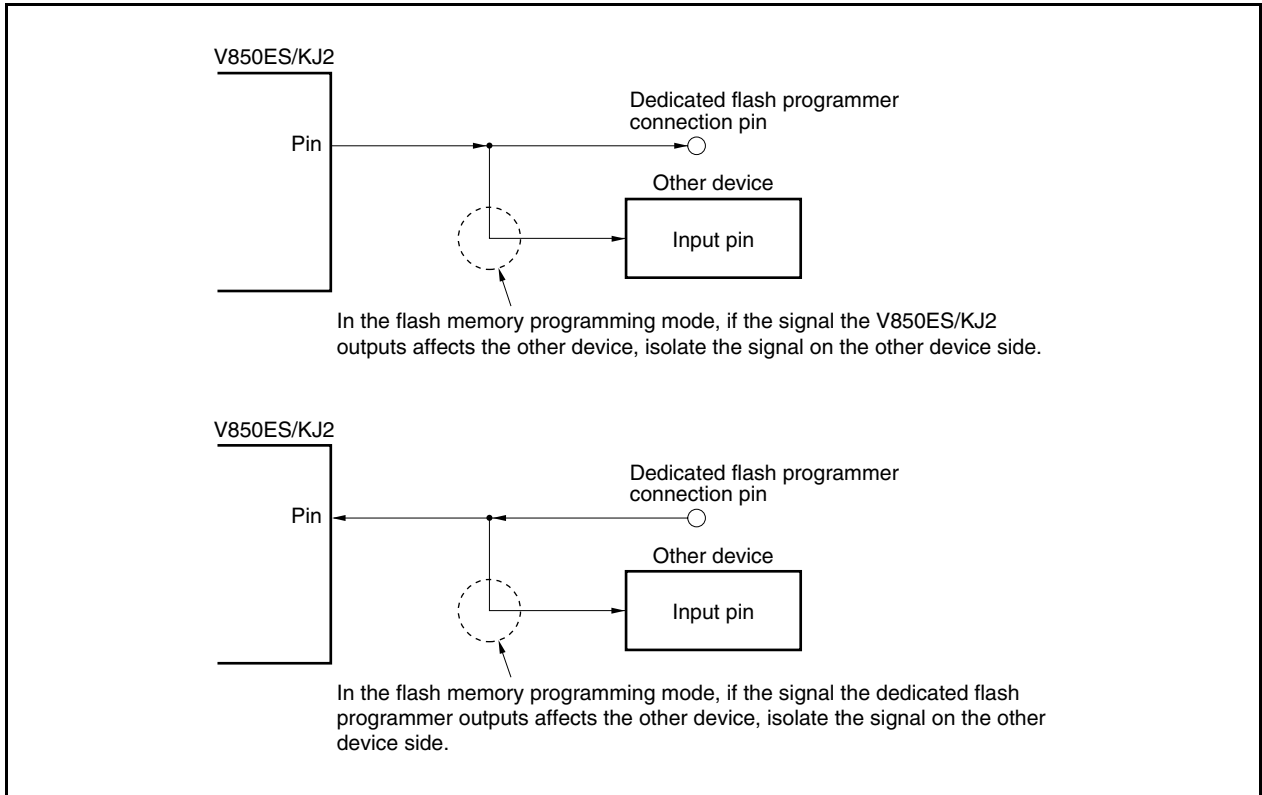 V850ES/KJ2
Dedicated flash programmer
connection pin
Pin
Other device
Input pin
In the flash memory programming mode, if the signal the V850ES/KJ2
outputs affects the other device, isolate the signal on the other device side.
V850ES/KJ2
Dedicated flash programmer
connection pin
Pin
Other device
Input pin
In the flash memory programming mode, if the signal the dedicated flash
programmer outputs affects the other device, isolate the signal on the other
device side.